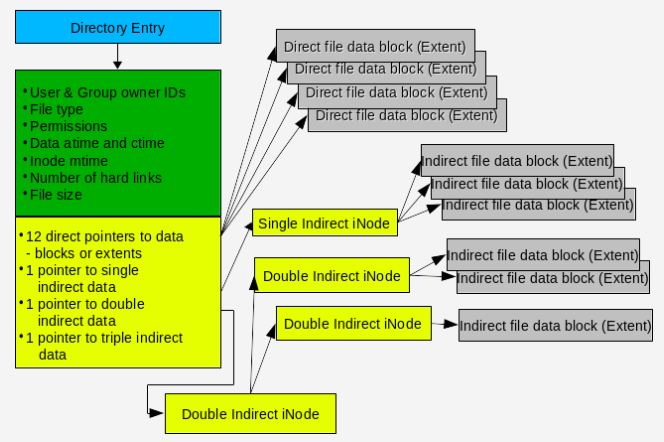 Directory Entry
•User & Group owner IDs
•File type
•Permissions
•Data atime and ctime
•Inode mtime
•Number of hard links
•File size
•12 direct pointers to data
- blocks or extents
•1 pointer to single
indirect data
•1 pointer to double
indirect data
•1 pointer to triple indirect
data
Direct file data block (Extent)
Direct file data block (Extent)
Direct file data block (Extent)
Direct file data block (Extent)
Indirect file data block (Extent)
Indirect file data block (Extent)
Indirect file data block (Extent)
Single Indirect iNode
Indirect file data block (Extent)
Indirect file data block (Extent)
Double Indirect iNode
Double Indirect iNode
Indirect file data block (Extent)
Double Indirect iNode